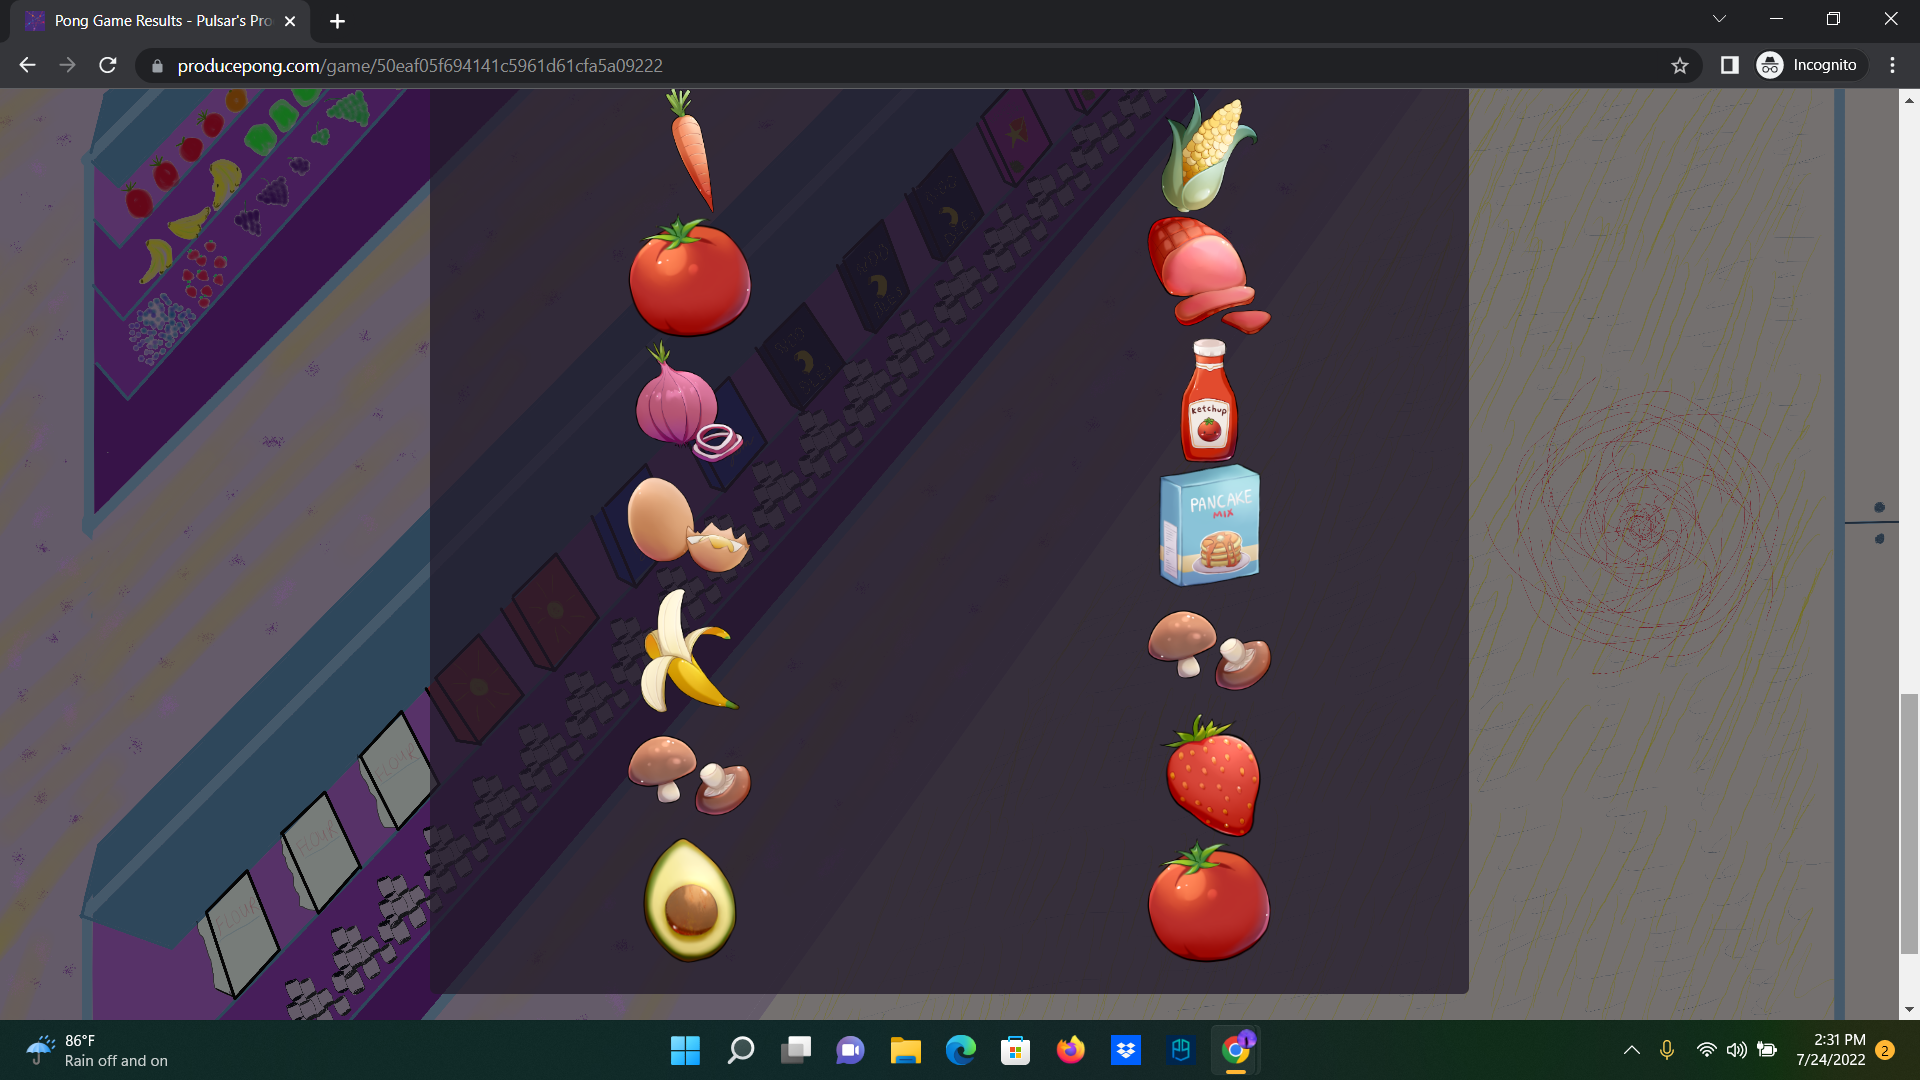 Pong Game Results - Pulsar's Pro
producepong.com/game/50eaf05f694141c5961d61cfa5a09222
Incognito
ketchup
PANCAKE
MIX
FLOUR
FLOUR
FLOUR
86°F
Rain off and on
2:31 PM
7/24/2022
2